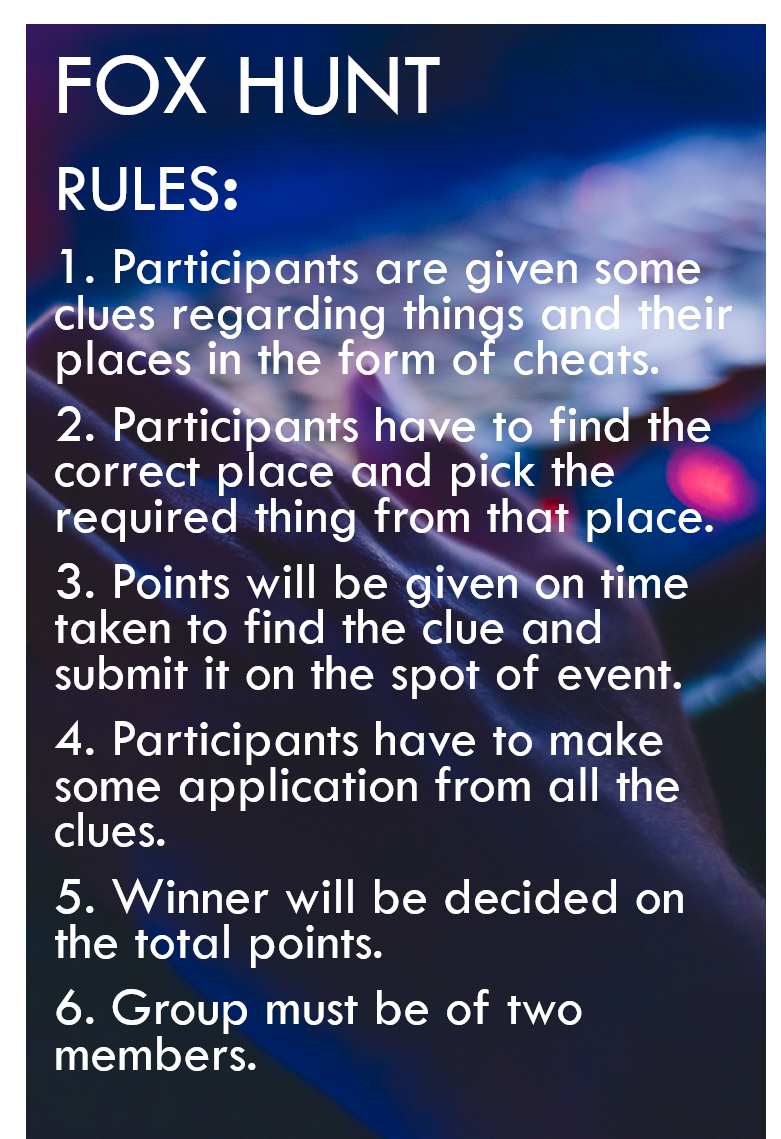 FOX HUNT
RULES:
1. Participants are given some
clues regarding things and their
places in the form of cheats.
2. Participants have to find the
correct place and pick the
required thing from that place.
3. Points will be given on time
taken to find the clue and
submit it on the spot of event.
4. Participants have to make
some application from all the
clues.
5. Winner will be decided on
the total points.
6. Group must be of two
members.